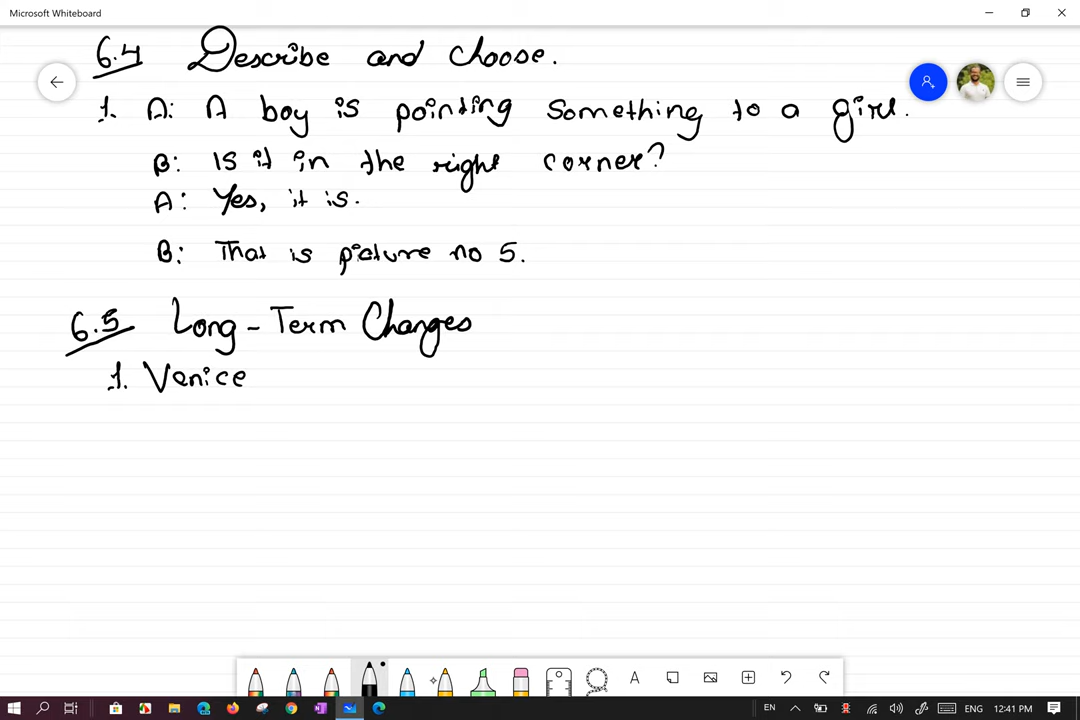 Microsoft Whiteboard
6.4 Describe and choose.
1. A: A boy is pointing something to a girl.
B: Is it in the right corner?
A: Yes, it is.
B: That is picture no 5.
6.5 Long-Term Changes
1. Venice
A
EN ENG 12:41 PM